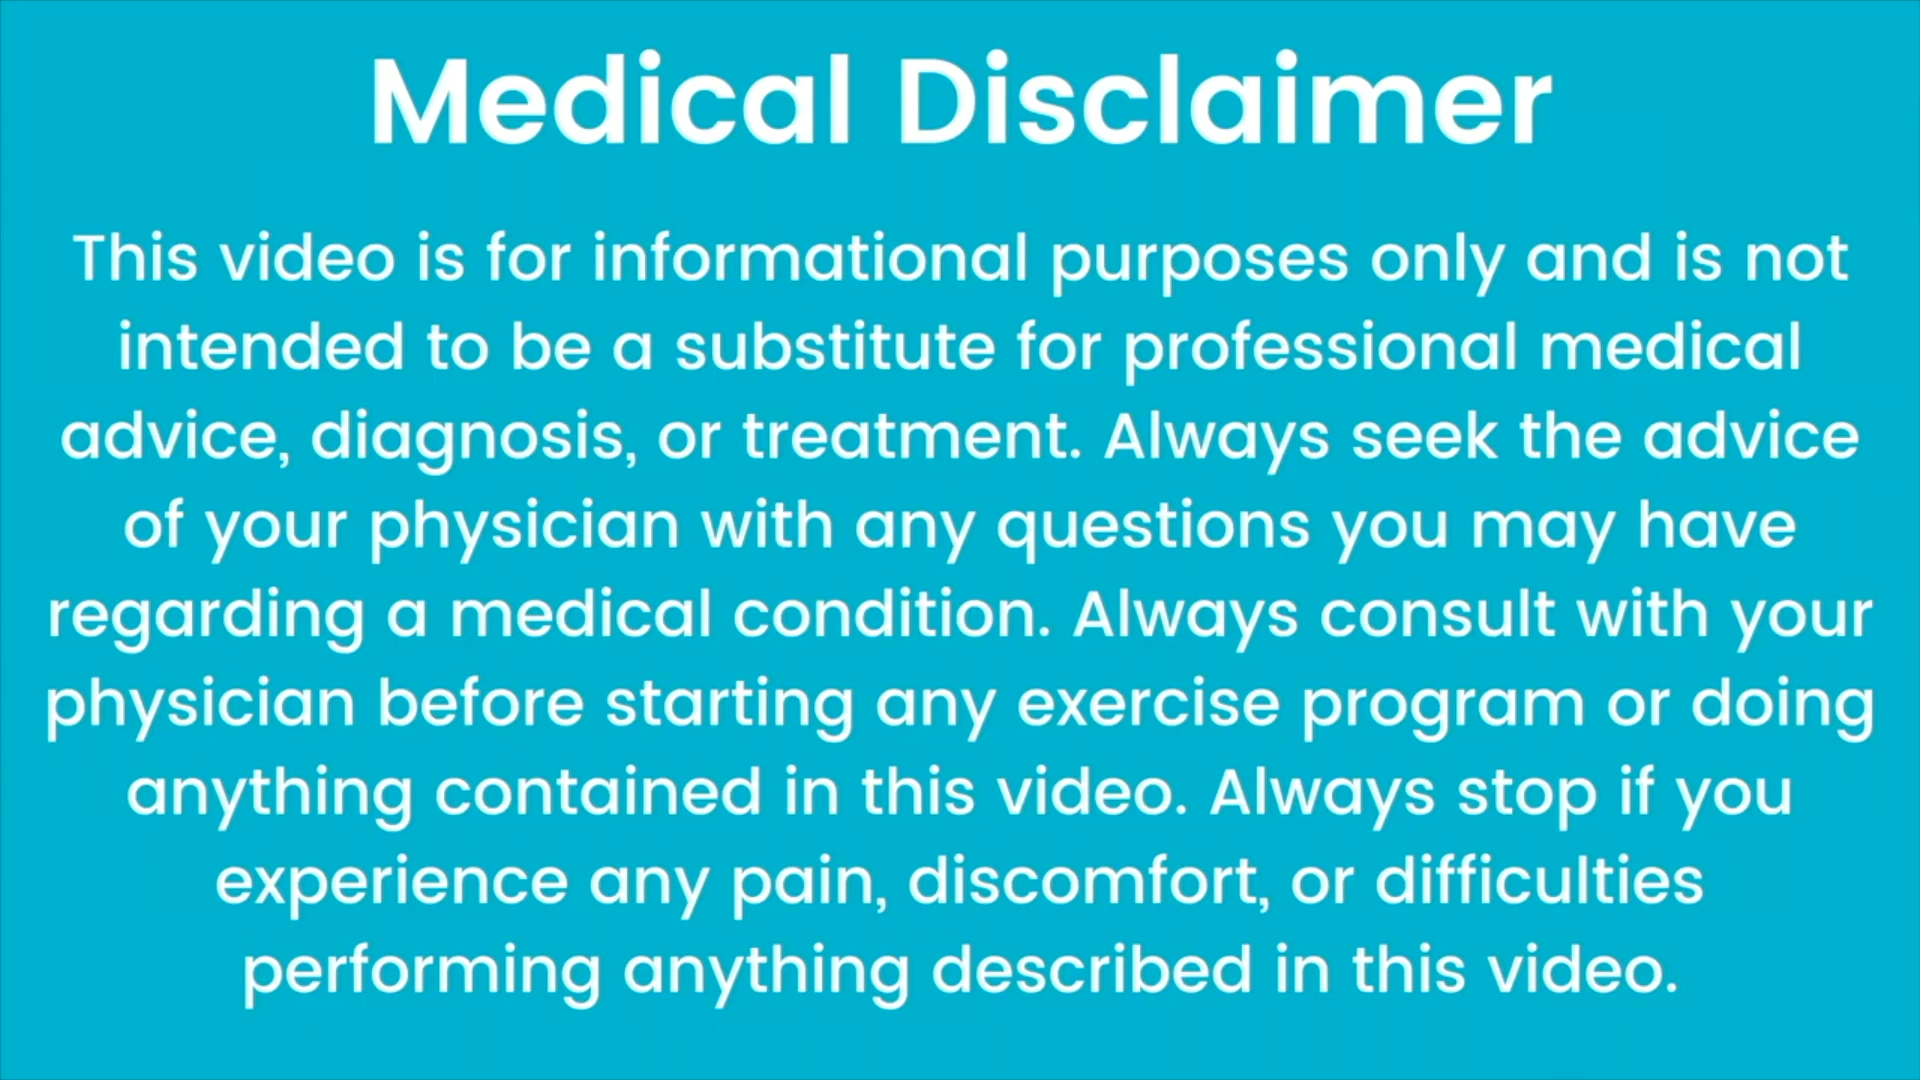 Medical Disclaimer
This video is for informational purposes only and is not
intended to be a substitute for professional medical
advice, diagnosis, or treatment. Always seek the advice
of your physician with any questions you may have
regarding a medical condition. Always consult with your
physician before starting any exercise program or doing
anything contained in this video. Always stop if you
experience any pain, discomfort, or difficulties
performing anything described in this video.